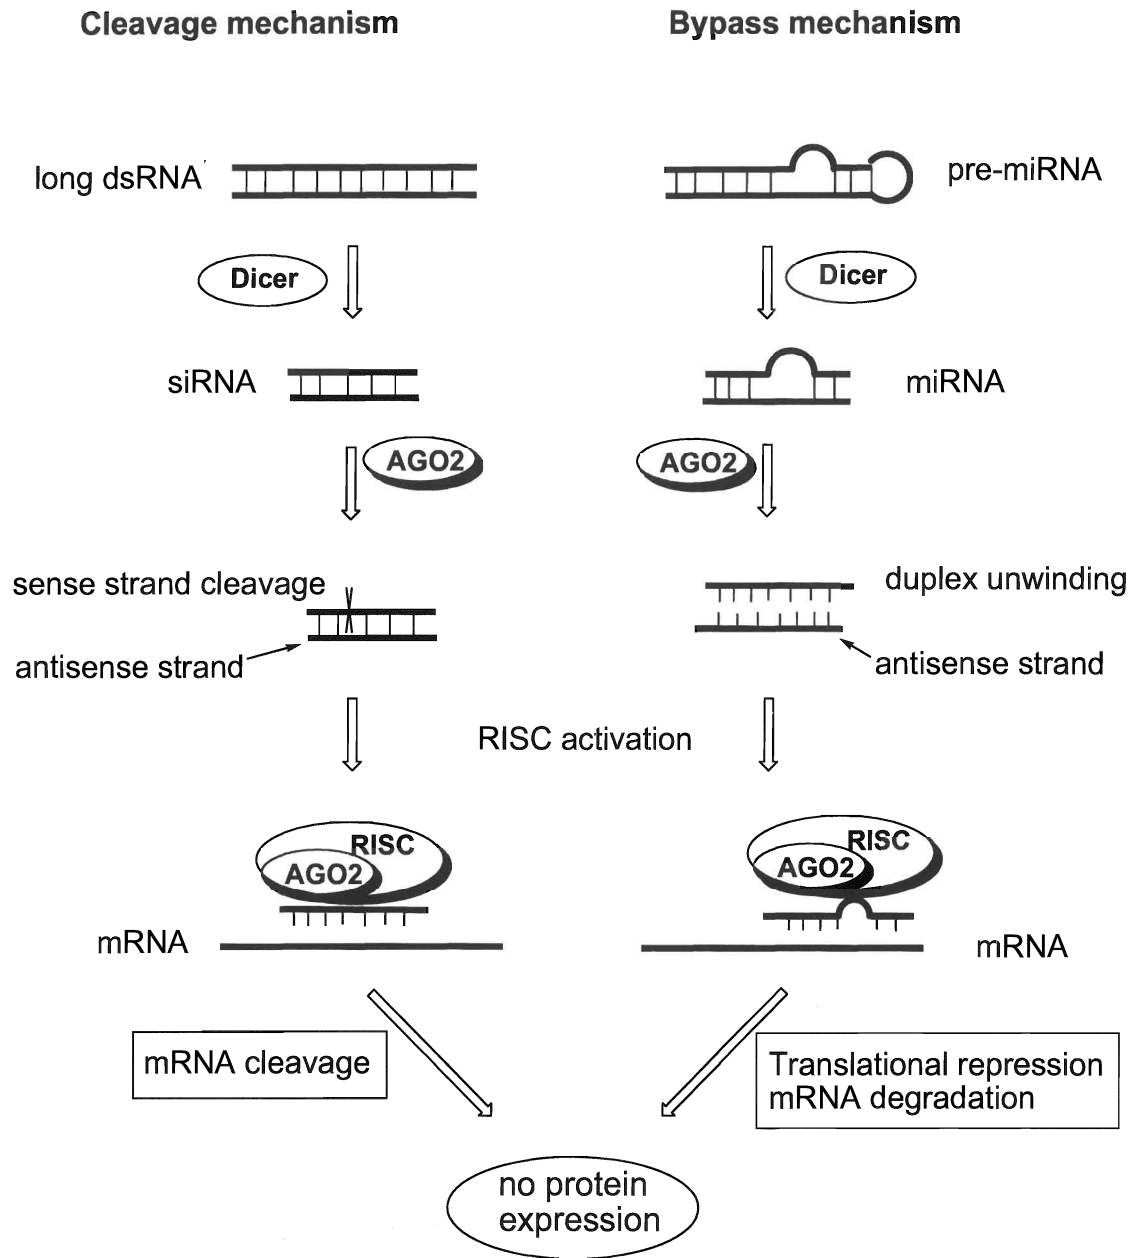 Cleavage mechanism
Bypass mechanism
long dsRNA
pre-miRNA
Dicer
Dicer
siRNA
miRNA
AGO2
AGO2
sense strand cleavage
duplex unwinding
antisense strand
antisense strand
RISC activation
RISC
AGO2
RISC
AGO2
mRNA
mRNA
mRNA cleavage
Translational repression
mRNA degradation
no protein
expression